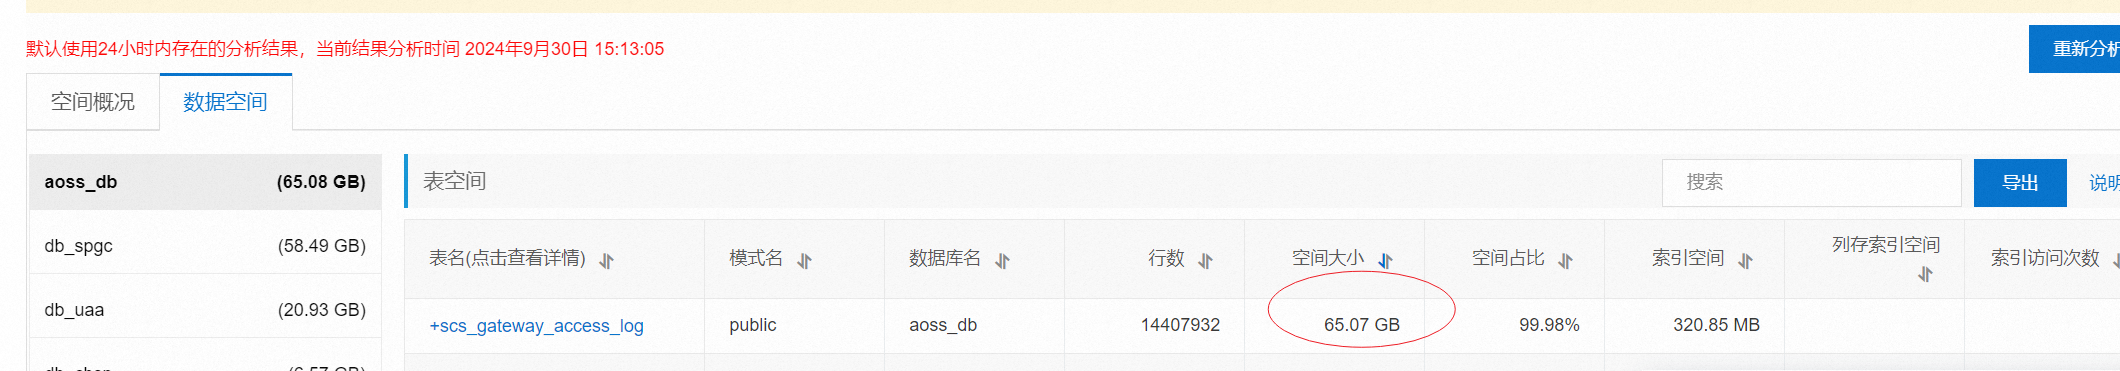 默认使用24小时内存在的分析结果，当前结果分析时间 2024年9月30日 15:13:05
重新分析
空间概况 数据空间
aoss_db (65.08 GB)
db_spgc (58.49 GB)
db_uaa (20.93 GB)
表空间
搜索 导出 说明
表名(点击查看详情) 模式名 数据库名 行数 空间大小 空间占比 索引空间 列存索引空间 索引访问次数
+scs_gateway_access_log public aoss_db 14407932 65.07 GB 99.98% 320.85 MB